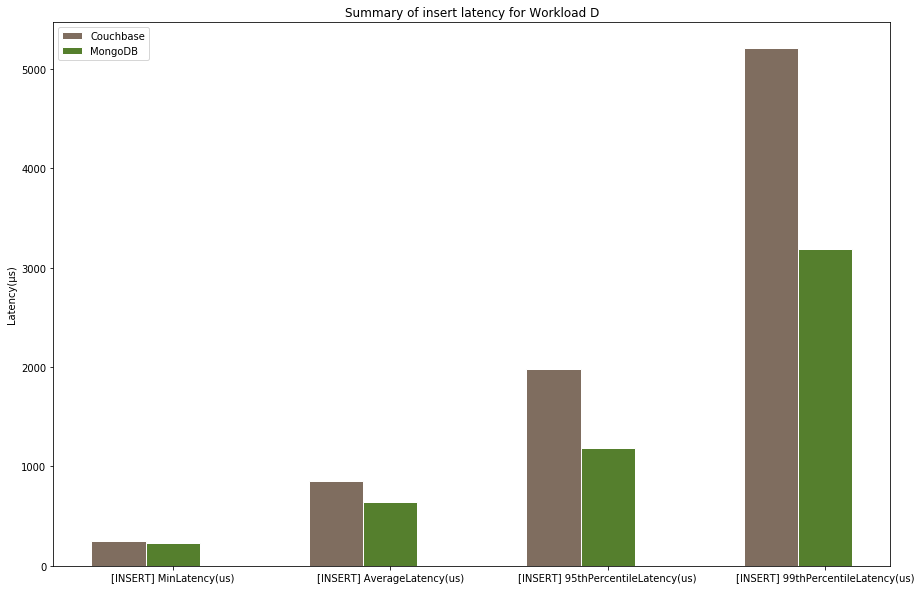 Summary of insert latency for Workload D
Couchbase
MongoDB
5000
4000
3000
2000
1000
0
Latency(μs)
[INSERT] MinLatency(us)
[INSERT] AverageLatency(us)
[INSERT] 95thPercentileLatency(us)
[INSERT] 99thPercentileLatency(us)